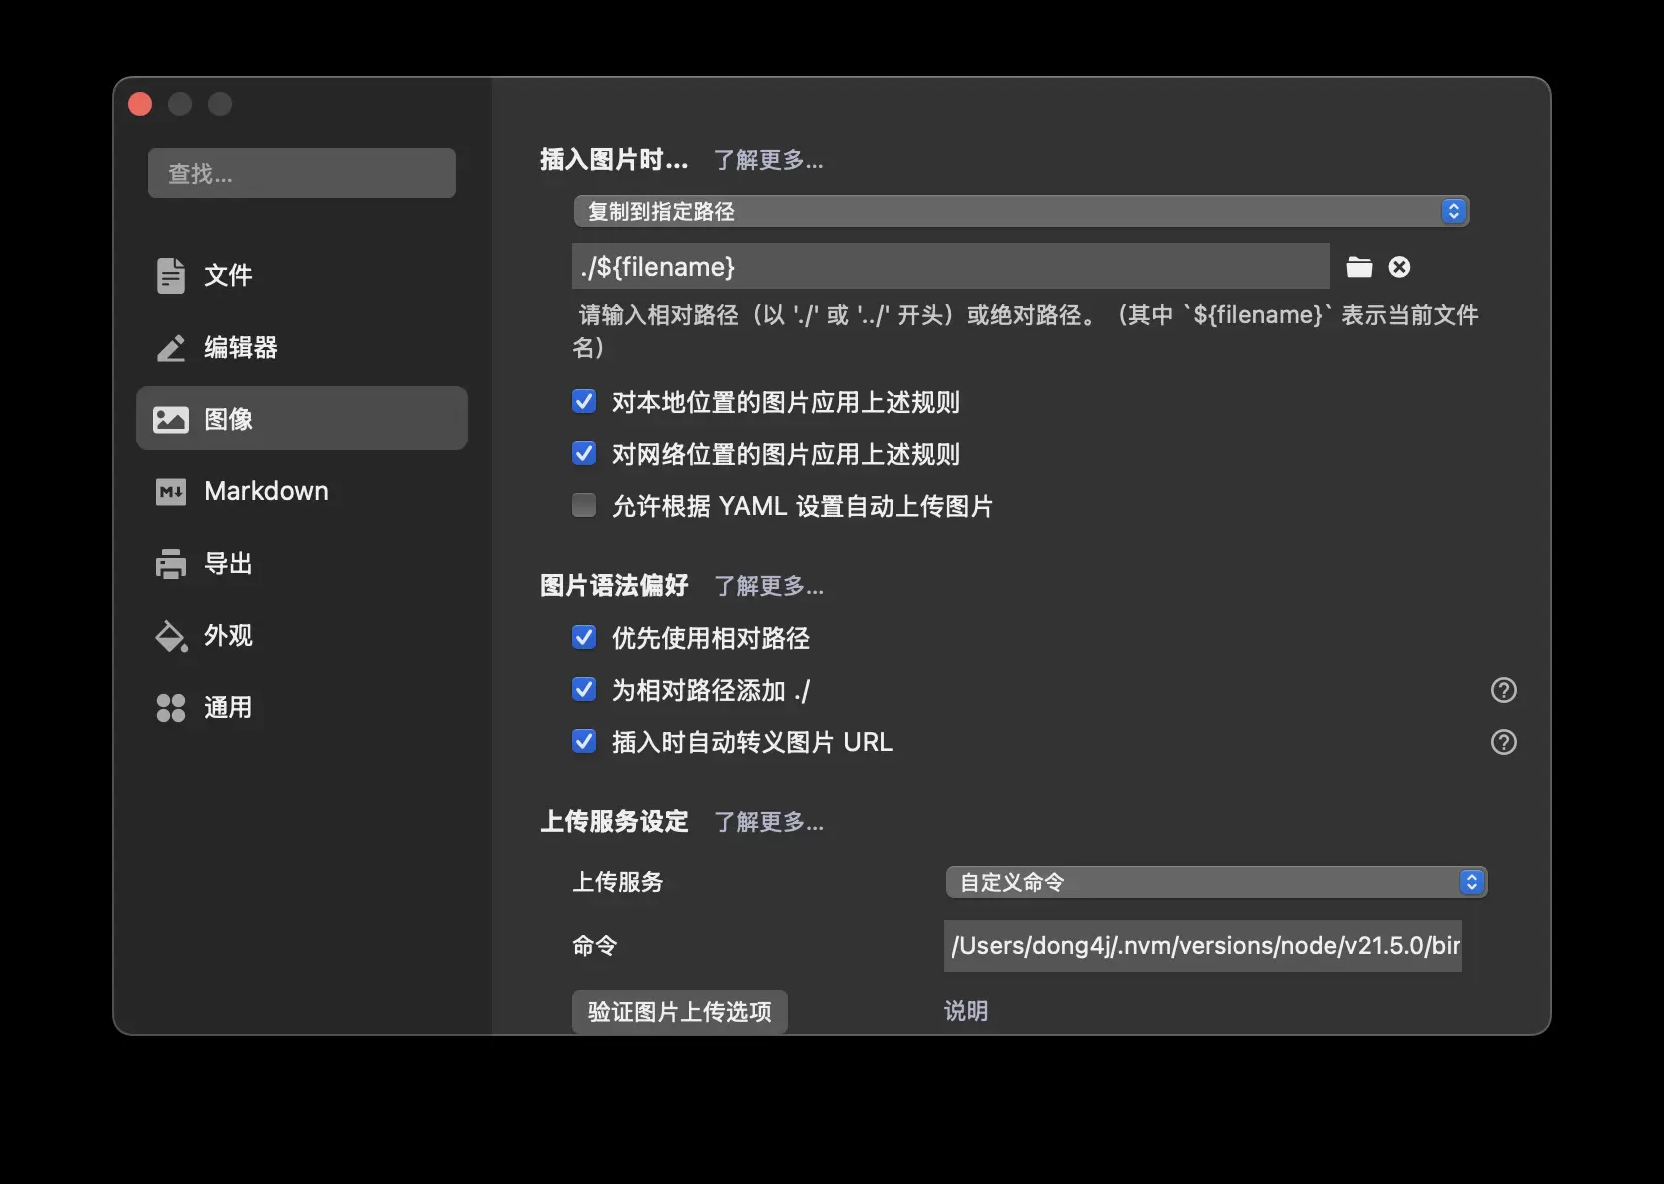 查找...
文件
编辑器
图像
Markdown
导出
外观
通用
插入图片时... 了解更多...
复制到指定路径
./${filename}
请输入相对路径（以 './' 或 '../' 开头）或绝对路径。（其中 `${filename}` 表示当前文件
名）
对本地位置的图片应用上述规则
对网络位置的图片应用上述规则
允许根据 YAML 设置自动上传图片
图片语法偏好 了解更多...
优先使用相对路径
为相对路径添加 ./
插入时自动转义图片 URL
上传服务设定 了解更多...
上传服务 自定义命令
命令 /Users/dong4j/.nvm/versions/node/v21.5.0/bin
验证图片上传选项 说明